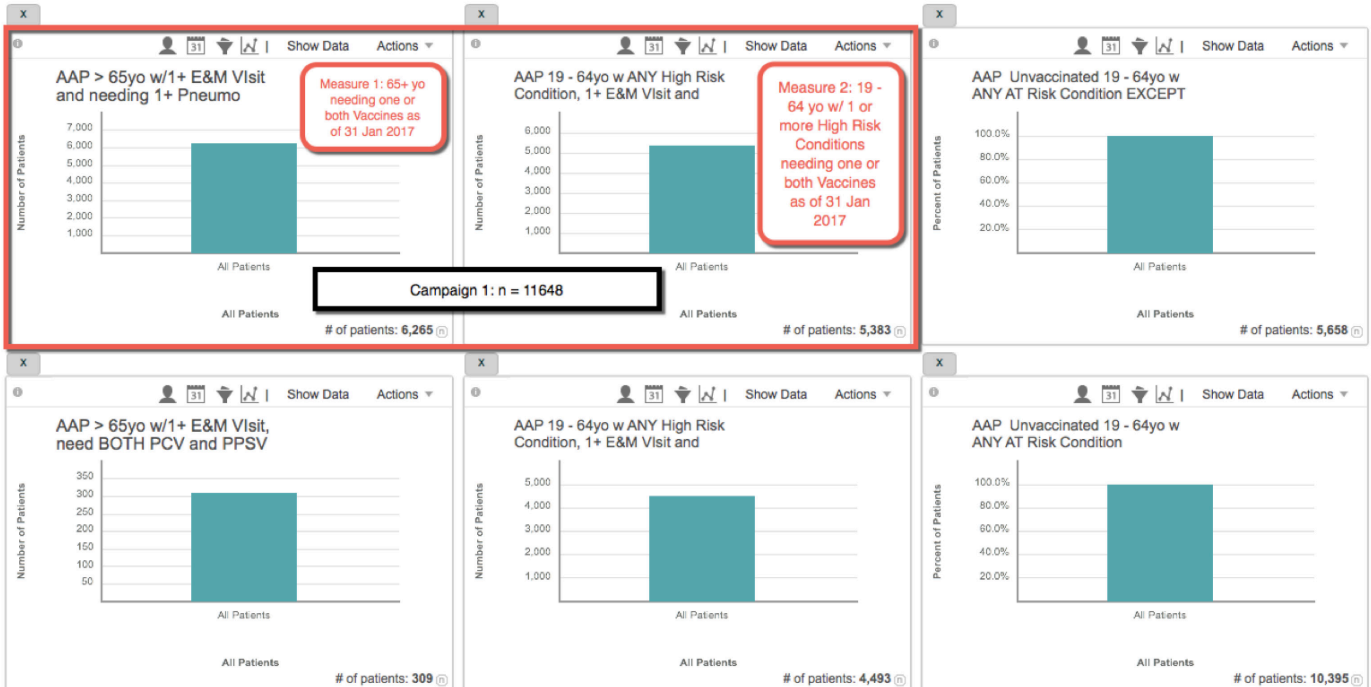 X
X
X
31
Show Data
Actions
31
Show Data
Actions
31
Show Data
Actions
AAP > 65yo w/1+ E&M VIsit
and needing 1+ Pneumo
Measure 1: 65+ yo
needing one or
both Vaccines as
of 31 Jan 2017
Number of Patients
7,000
6,000
5,000
4,000
3,000
2,000
1,000
All Patients
All Patients
# of patients: 6,265 n
AAP 19 - 64yo w ANY High Risk
Condition, 1+ E&M VIsit and
Measure 2: 19 -
64 yo w/ 1 or
more High Risk
Conditions
needing one or
both Vaccines
as of 31 Jan
2017
Number of Patients
6,000
5,000
4,000
3,000
2,000
1,000
All Patients
All Patients
# of patients: 5,383 n
Campaign 1: n = 11648
AAP Unvaccinated 19 - 64yo w
ANY AT Risk Condition EXCEPT
Percent of Patients
100.0%
80.0%
60.0%
40.0%
20.0%
All Patients
All Patients
# of patients: 5,658 n
X
X
X
31
Show Data
Actions
31
Show Data
Actions
31
Show Data
Actions
AAP > 65yo w/1+ E&M VIsit,
need BOTH PCV and PPSV
Number of Patients
350
300
250
200
150
100
50
All Patients
All Patients
# of patients: 309 n
AAP 19 - 64yo w ANY High Risk
Condition, 1+ E&M VIsit and
Number of Patients
5,000
4,000
3,000
2,000
1,000
All Patients
All Patients
# of patients: 4,493 n
AAP Unvaccinated 19 - 64yo w
ANY AT Risk Condition
Percent of Patients
100.0%
80.0%
60.0%
40.0%
20.0%
All Patients
All Patients
# of patients: 10,395 n